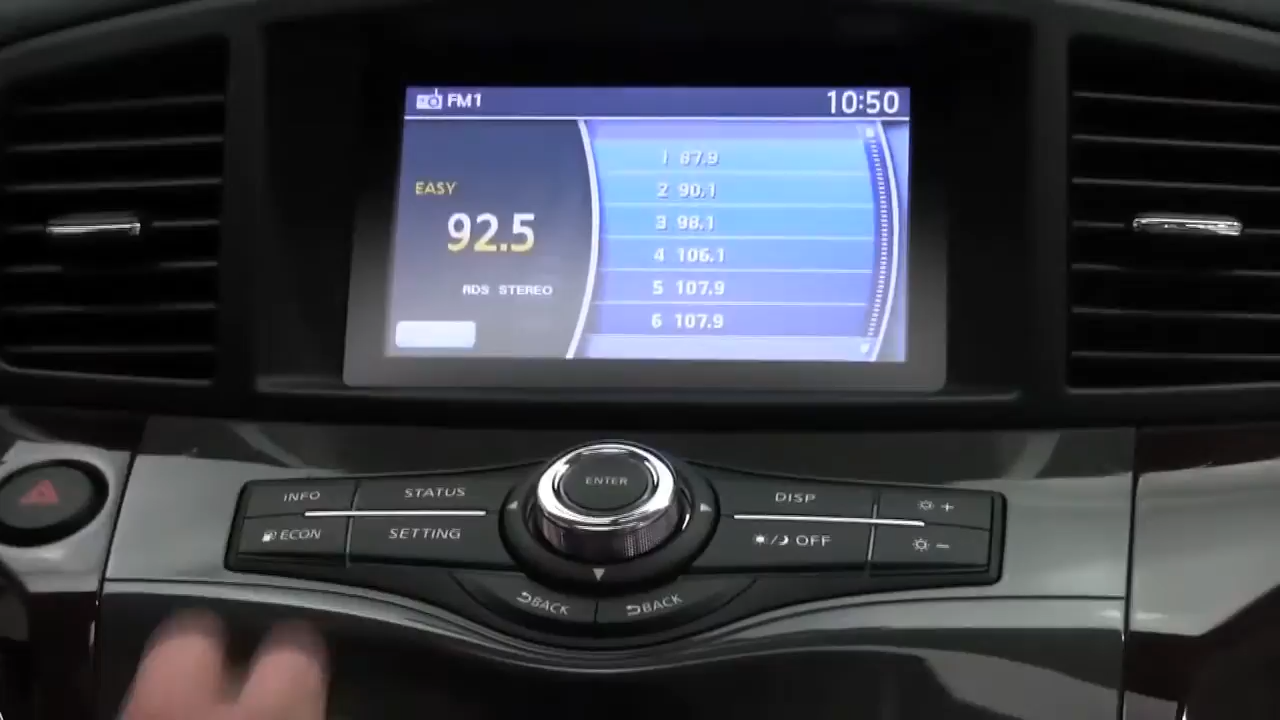 FM1
10:50
EASY
92.5
RDS STEREO
1 87.9
2 90.1
3 98.1
4 106.1
5 107.9
6 107.9
INFO
STATUS
ECON
SETTING
ENTER
DISP
+
OFF
-
BACK
BACK